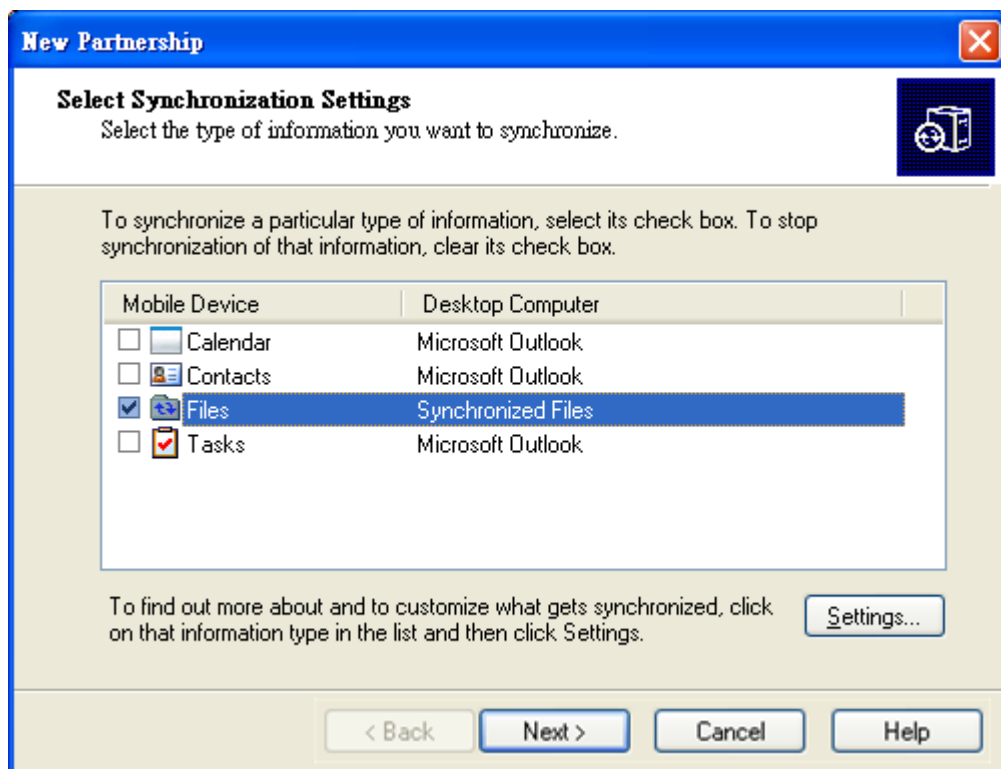 New Partnership
Select Synchronization Settings
Select the type of information you want to synchronize.
To synchronize a particular type of information, select its check box. To stop
synchronization of that information, clear its check box.
Mobile Device Desktop Computer
Calendar Microsoft Outlook
Contacts Microsoft Outlook
Files Synchronized Files
Tasks Microsoft Outlook
To find out more about and to customize what gets synchronized, click
on that information type in the list and then click Settings.
Settings...
< Back Next > Cancel Help